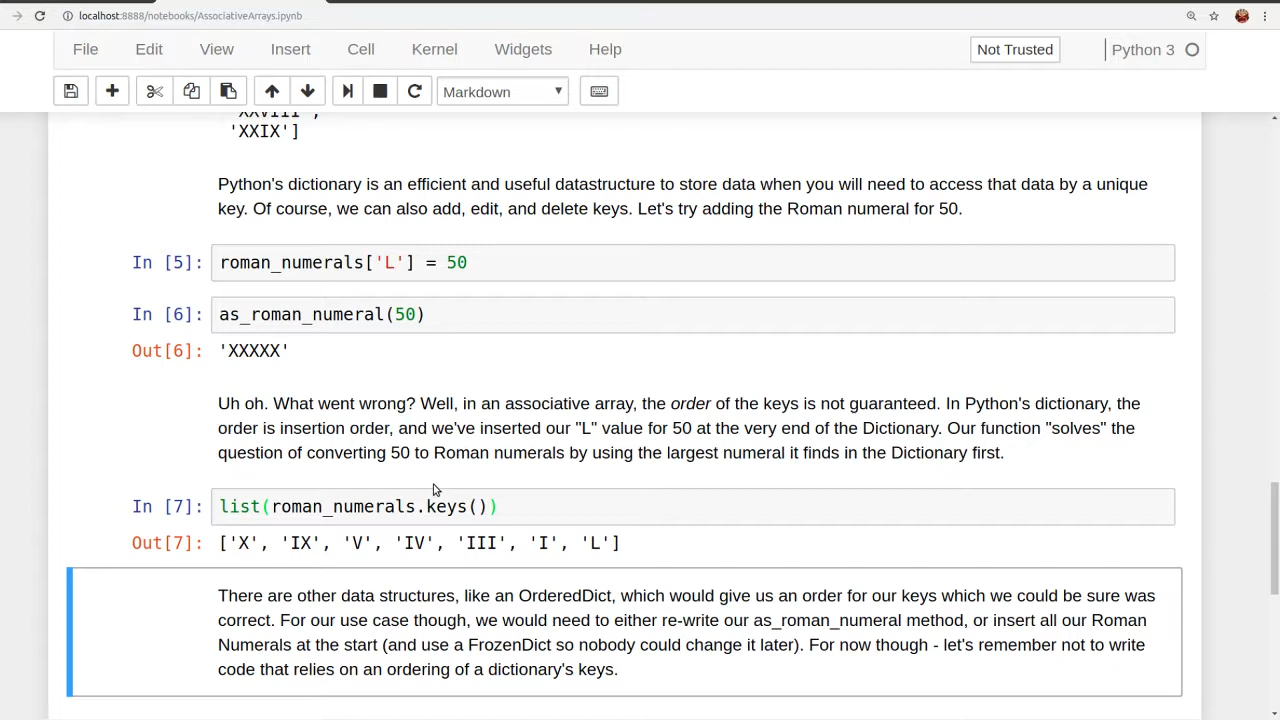 localhost:8888/notebooks/AssociativeArrays.ipynb
File Edit View Insert Cell Kernel Widgets Help Not Trusted Python 3
Markdown
'XXVIII',
'XXIX']
Python's dictionary is an efficient and useful datastructure to store data when you will need to access that data by a unique
key. Of course, we can also add, edit, and delete keys. Let's try adding the Roman numeral for 50.
In [5]: roman_numerals['L'] = 50
In [6]: as_roman_numeral(50)
Out[6]: 'XXXXX'
Uh oh. What went wrong? Well, in an associative array, the order of the keys is not guaranteed. In Python's dictionary, the
order is insertion order, and we've inserted our "L" value for 50 at the very end of the Dictionary. Our function "solves" the
question of converting 50 to Roman numerals by using the largest numeral it finds in the Dictionary first.
In [7]: list(roman_numerals.keys())
Out[7]: ['X', 'IX', 'V', 'IV', 'III', 'I', 'L']
There are other data structures, like an OrderedDict, which would give us an order for our keys which we could be sure was
correct. For our use case though, we would need to either re-write our as_roman_numeral method, or insert all our Roman
Numerals at the start (and use a FrozenDict so nobody could change it later). For now though - let's remember not to write
code that relies on an ordering of a dictionary's keys.